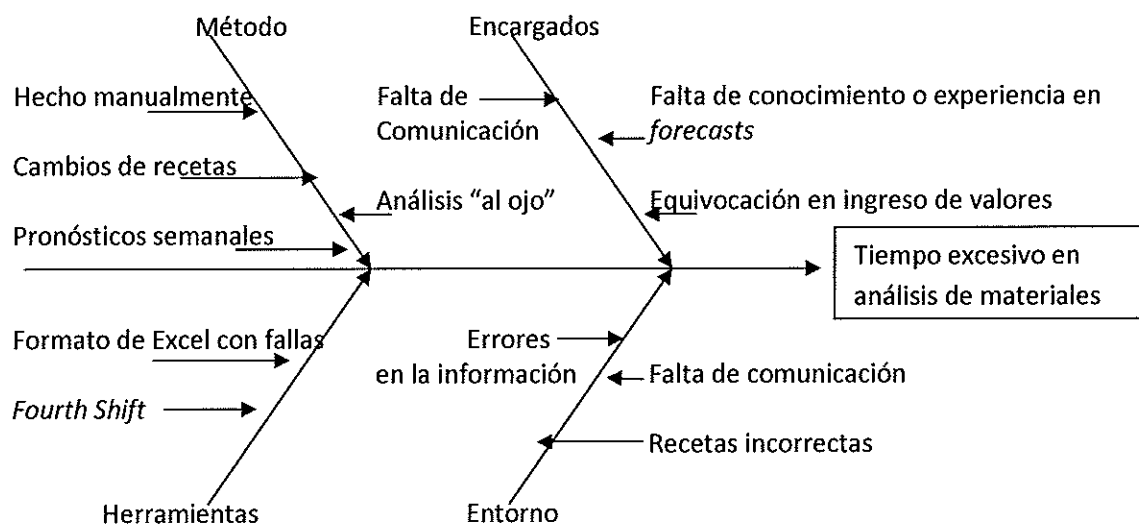 Método
Encargados
Hecho manualmente
Falta de
Comunicación
Falta de conocimiento o experiencia en
forecasts
Cambios de recetas
Análisis “al ojo”
Equivocación en ingreso de valores
Pronósticos semanales
Tiempo excesivo en
análisis de materiales
Formato de Excel con fallas
Errores
en la información
Falta de comunicación
Fourth Shift
Recetas incorrectas
Herramientas
Entorno